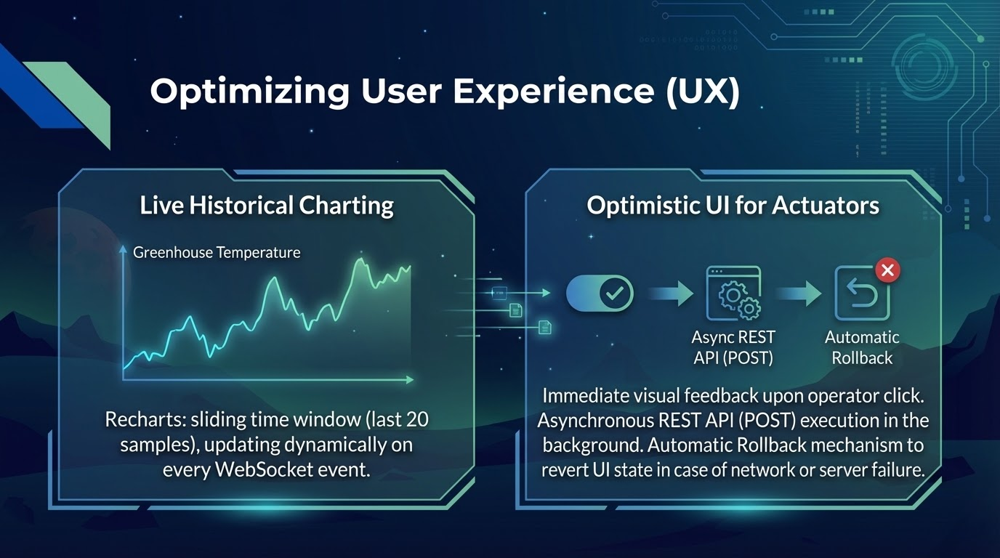 Optimizing User Experience (UX)
Live Historical Charting
Greenhouse Temperature
Recharts: sliding time window (last 20
samples), updating dynamically on
every WebSocket event.
Optimistic UI for Actuators
Async REST
API (POST)
Automatic
Rollback
Immediate visual feedback upon operator click.
Asynchronous REST API (POST) execution in the
background. Automatic Rollback mechanism to
revert UI state in case of network or server failure.